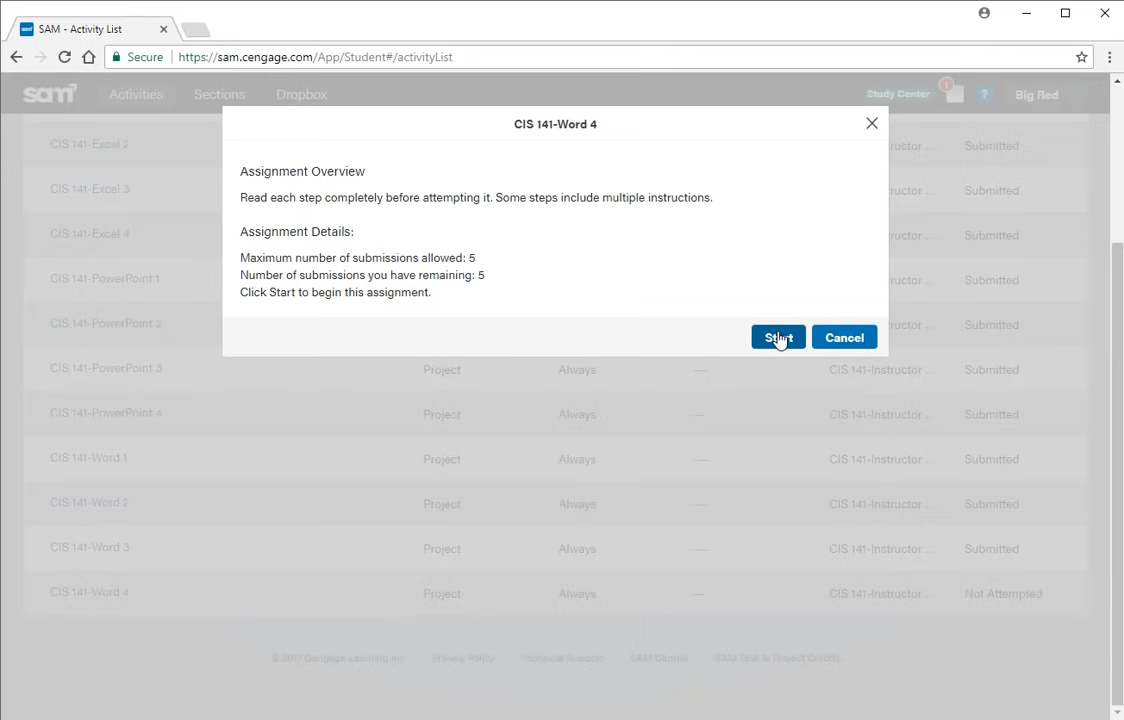 sam SAM - Activity List
Secure https://sam.cengage.com/App/Student#/activityList
sam Activities Sections Dropbox Study Center ! ? Big Red
CIS 141-Word 4
CIS 141-Excel 2 Submitted
Assignment Overview
CIS 141-Excel 3 Submitted
Read each step completely before attempting it. Some steps include multiple instructions.
CIS 141-Excel 4 Submitted
Assignment Details:
Maximum number of submissions allowed: 5
Number of submissions you have remaining: 5
CIS 141-PowerPoint 1 Submitted
Click Start to begin this assignment.
CIS 141-PowerPoint 2 Submitted
Start Cancel
CIS 141-PowerPoint 3 Project Always — CIS 141-Instructor ... Submitted
CIS 141-PowerPoint 4 Project Always — CIS 141-Instructor ... Submitted
CIS 141-Word 1 Project Always — CIS 141-Instructor ... Submitted
CIS 141-Word 2 Project Always — CIS 141-Instructor ... Submitted
CIS 141-Word 3 Project Always — CIS 141-Instructor ... Submitted
CIS 141-Word 4 Project Always — CIS 141-Instructor ... Not Attempted
© 2017 Cengage Learning Inc. Privacy Policy Technical Support SAM Demos SAM Task & Project Credits